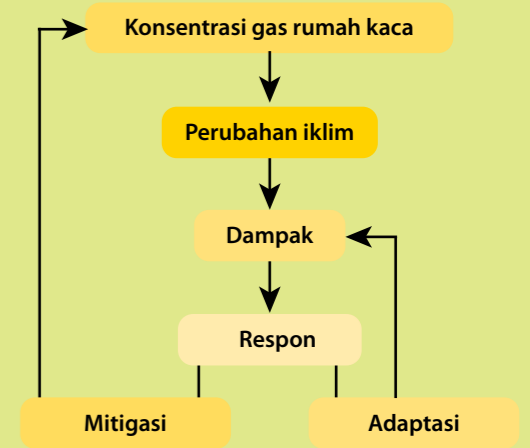 Konsentrasi gas rumah kaca
Perubahan iklim
Dampak
Respon
Mitigasi
Adaptasi